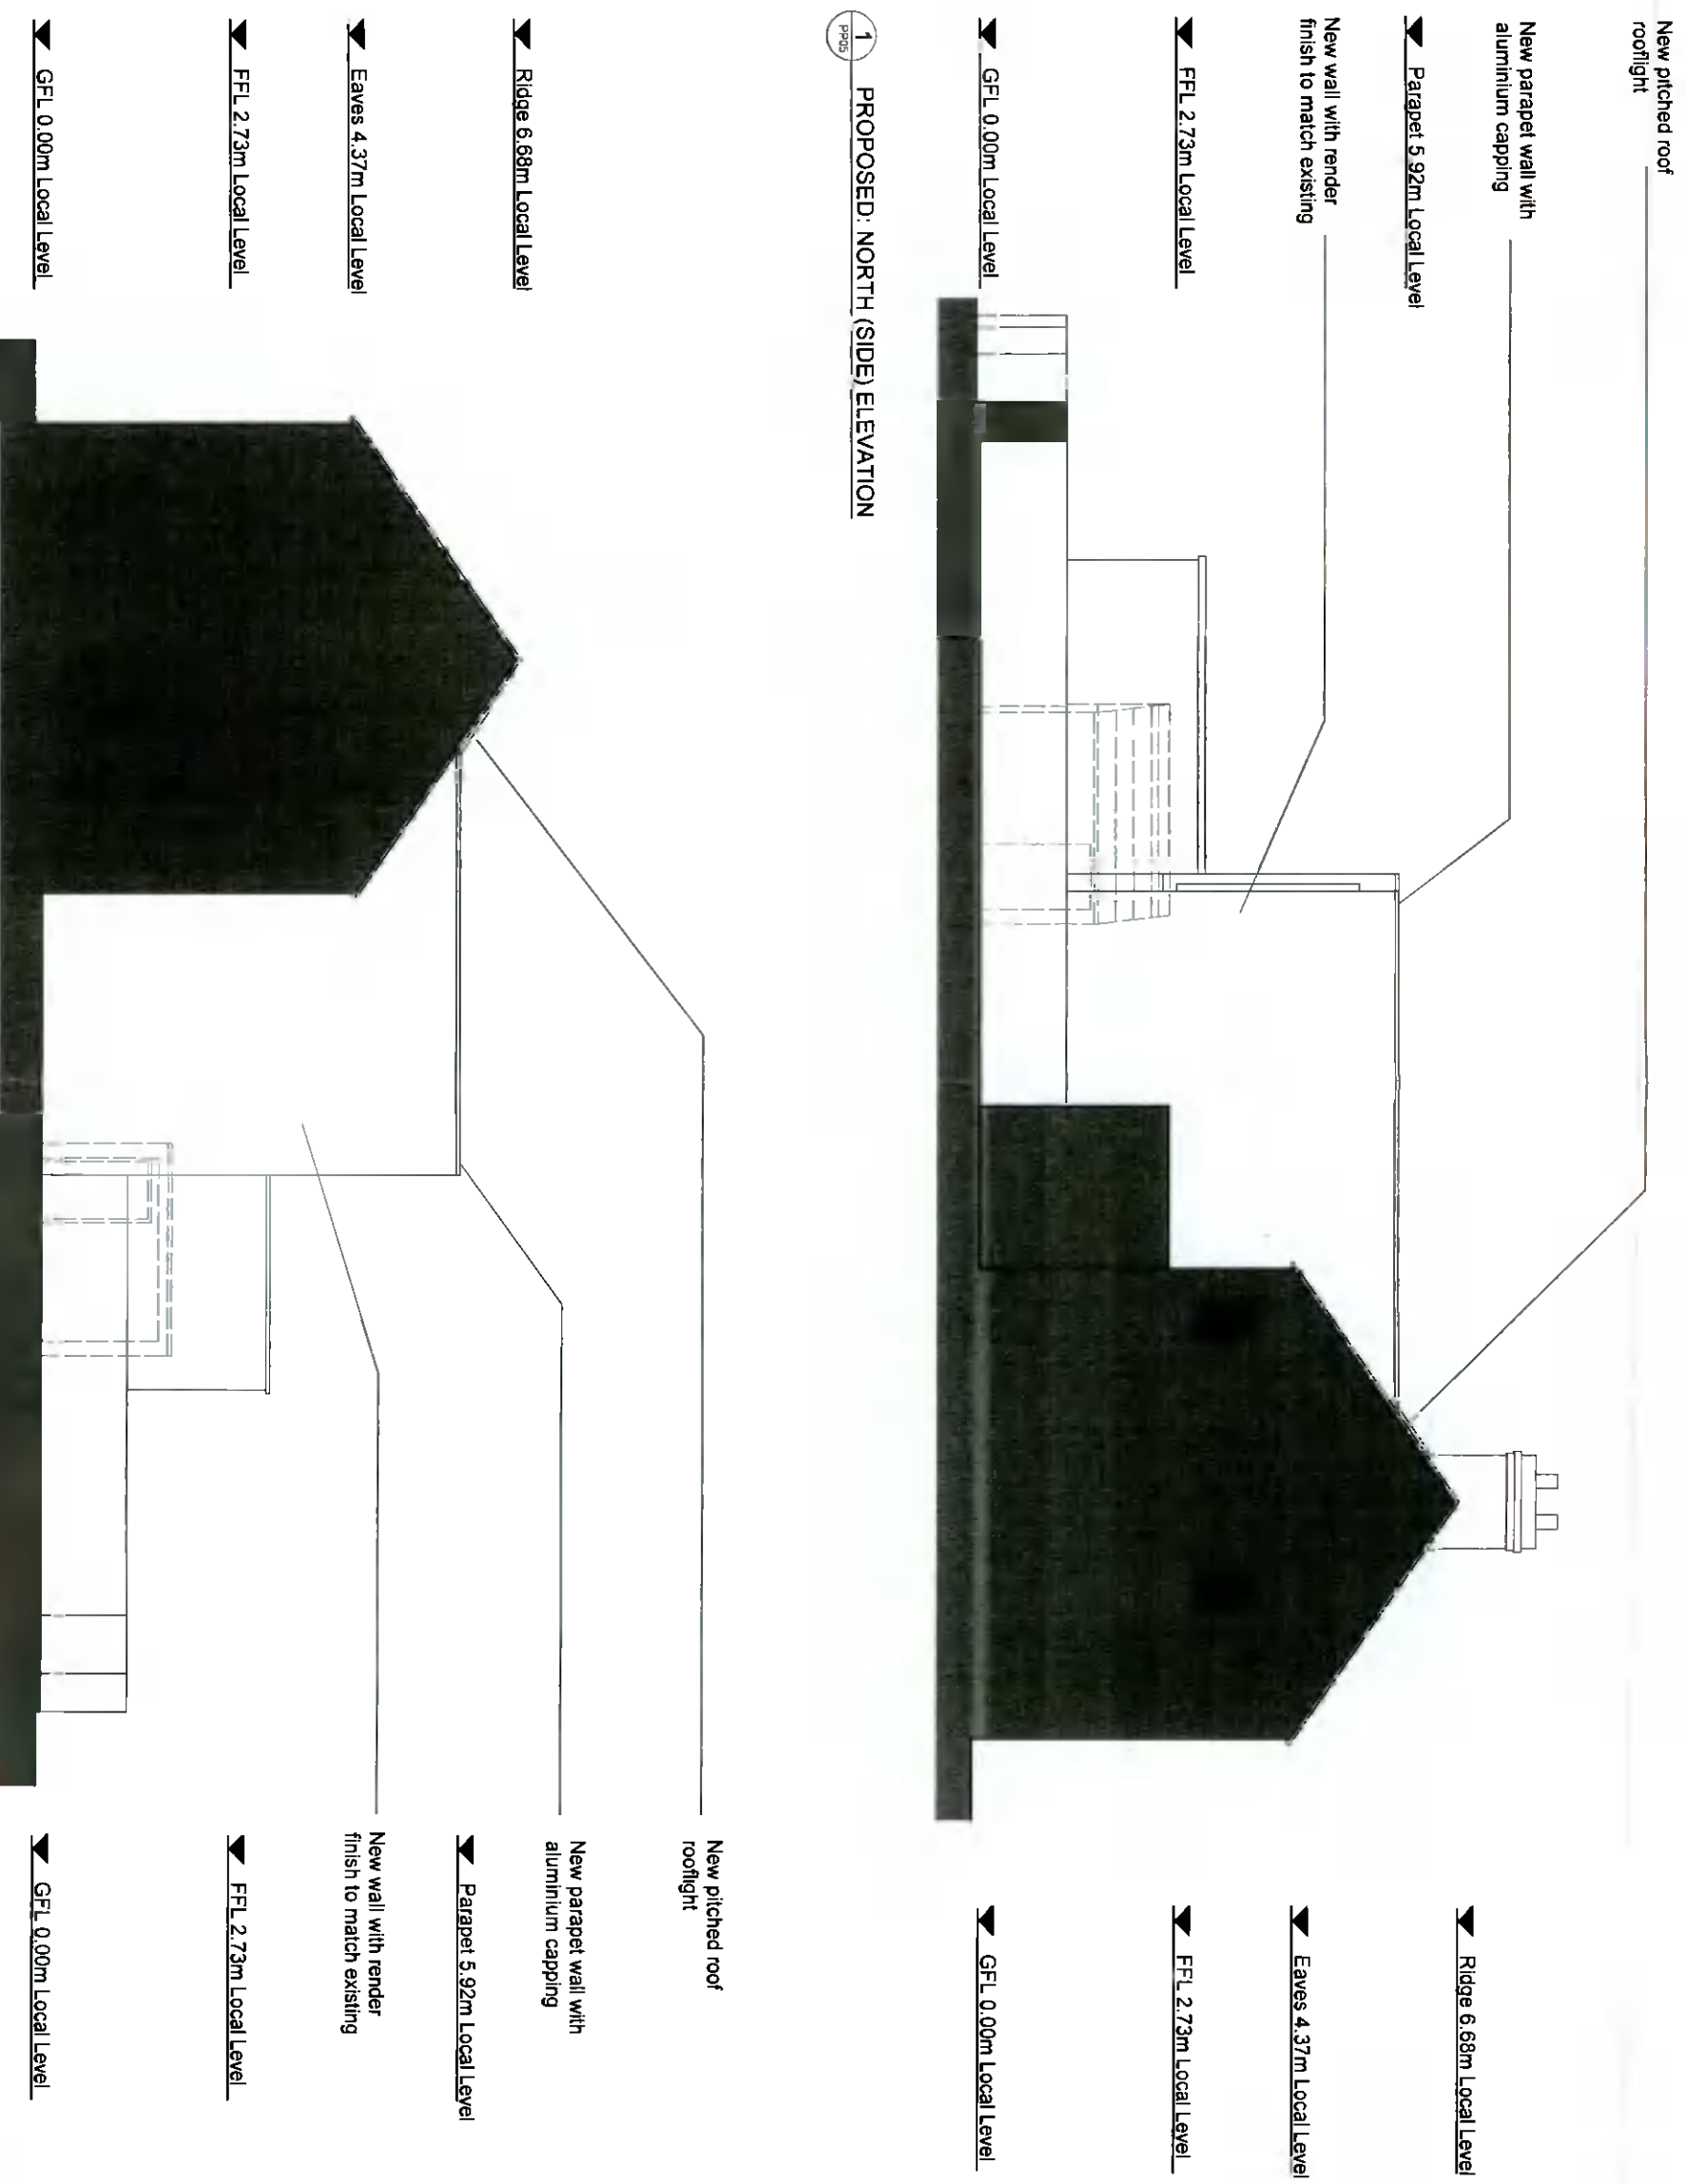 New pitched roof
rooflight
New parapet wall with
aluminium capping
Parapet 5.92m Local Level
New wall with render
finish to match existing
FFL 2.73m Local Level
GFL 0.00m Local Level
Ridge 6.68m Local Level
Eaves 4.37m Local Level
FFL 2.73m Local Level
GFL 0.00m Local Level
1
PP05
PROPOSED: NORTH (SIDE) ELEVATION
Ridge 6.68m Local Level
Eaves 4.37m Local Level
FFL 2.73m Local Level
GFL 0.00m Local Level
New pitched roof
rooflight
New parapet wall with
aluminium capping
Parapet 5.92m Local Level
New wall with render
finish to match existing
FFL 2.73m Local Level
GFL 0.00m Local Level